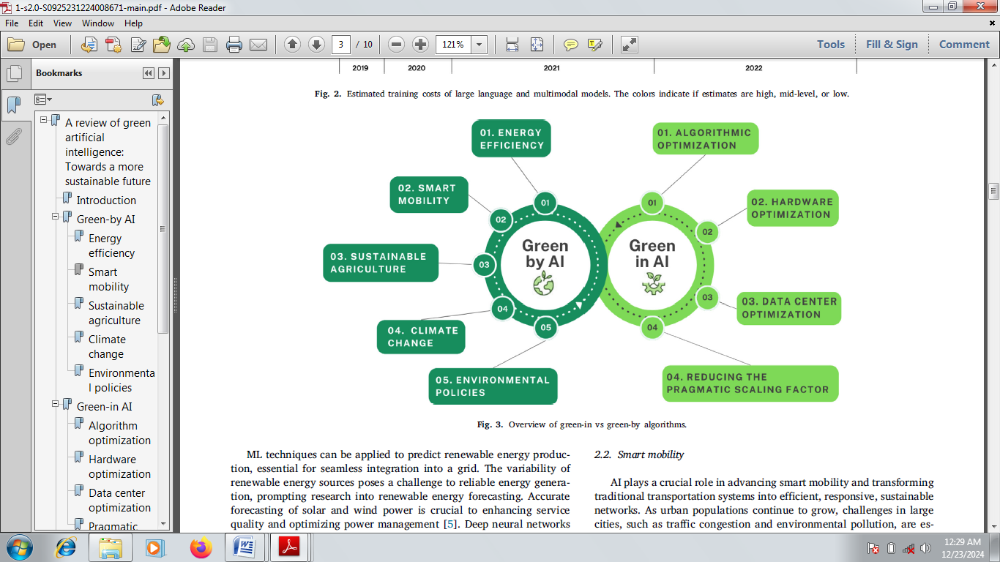 1-s2.0-S0925231224008671-main.pdf - Adobe Reader
File Edit View Window Help
Open
3 / 10
121%
Tools
Fill & Sign
Comment
Bookmarks
A review of green
artificial
intelligence:
Towards a more
sustainable future
Introduction
Green-by AI
Energy
efficiency
Smart
mobility
Sustainable
agriculture
Climate
change
Environmenta
l policies
Green-in AI
Algorithm
optimization
Hardware
optimization
Data center
optimization
Pragmatic
2019 2020 2021 2022
Fig. 2. Estimated training costs of large language and multimodal models. The colors indicate if estimates are high, mid-level, or low.
01. ENERGY
EFFICIENCY
02. SMART
MOBILITY
03. SUSTAINABLE
AGRICULTURE
04. CLIMATE
CHANGE
05. ENVIRONMENTAL
POLICIES
01
02
03
04
05
Green
by AI
Green
in AI
01
02
03
04
01. ALGORITHMIC
OPTIMIZATION
02. HARDWARE
OPTIMIZATION
03. DATA CENTER
OPTIMIZATION
04. REDUCING THE
PRAGMATIC SCALING FACTOR
Fig. 3. Overview of green-in vs green-by algorithms.
ML techniques can be applied to predict renewable energy produc-
tion, essential for seamless integration into a grid. The variability of
renewable energy sources poses a challenge to reliable energy genera-
tion, prompting research into renewable energy forecasting. Accurate
forecasting of solar and wind power is crucial to enhancing service
quality and optimizing power management [5]. Deep neural networks
2.2. Smart mobility
AI plays a crucial role in advancing smart mobility and transforming
traditional transportation systems into efficient, responsive, sustainable
networks. As urban populations continue to grow, challenges in large
cities, such as traffic congestion and environmental pollution, are es-
12:29 AM
12/23/2024